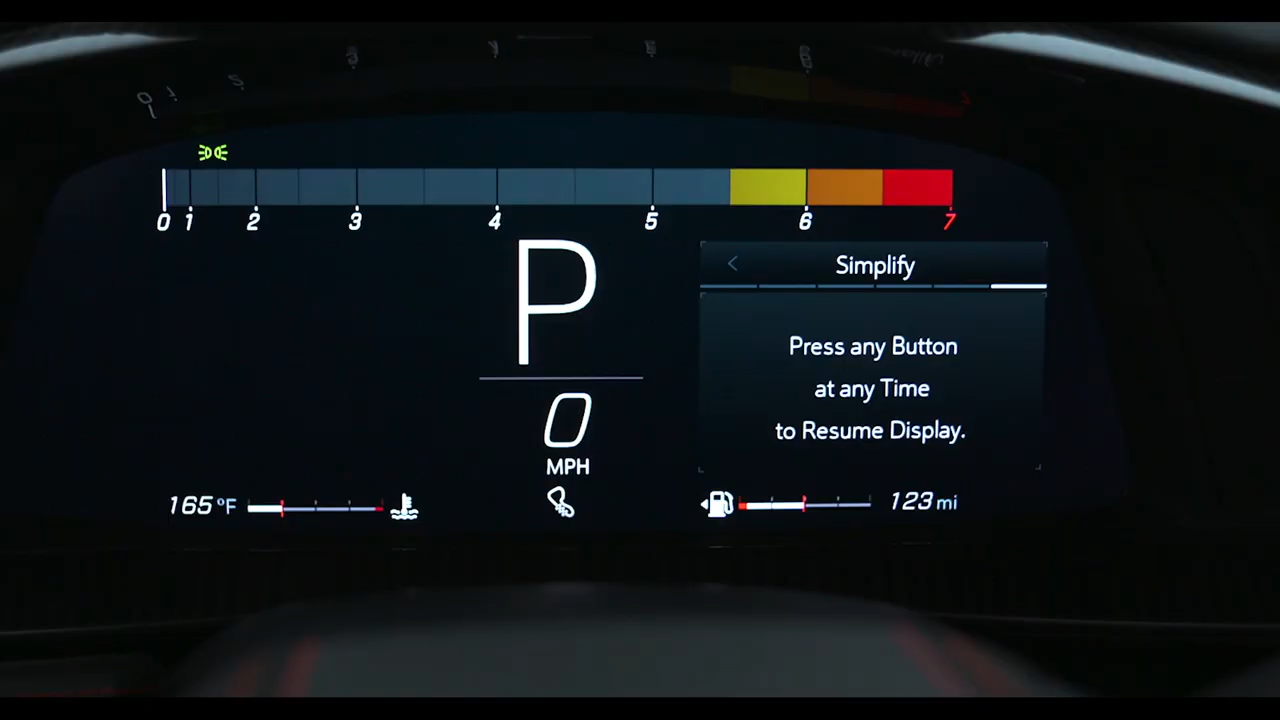 0 1 2 3 4 5 6 7
P
Simplify
Press any Button
at any Time
to Resume Display.
0
MPH
165 °F
123 mi